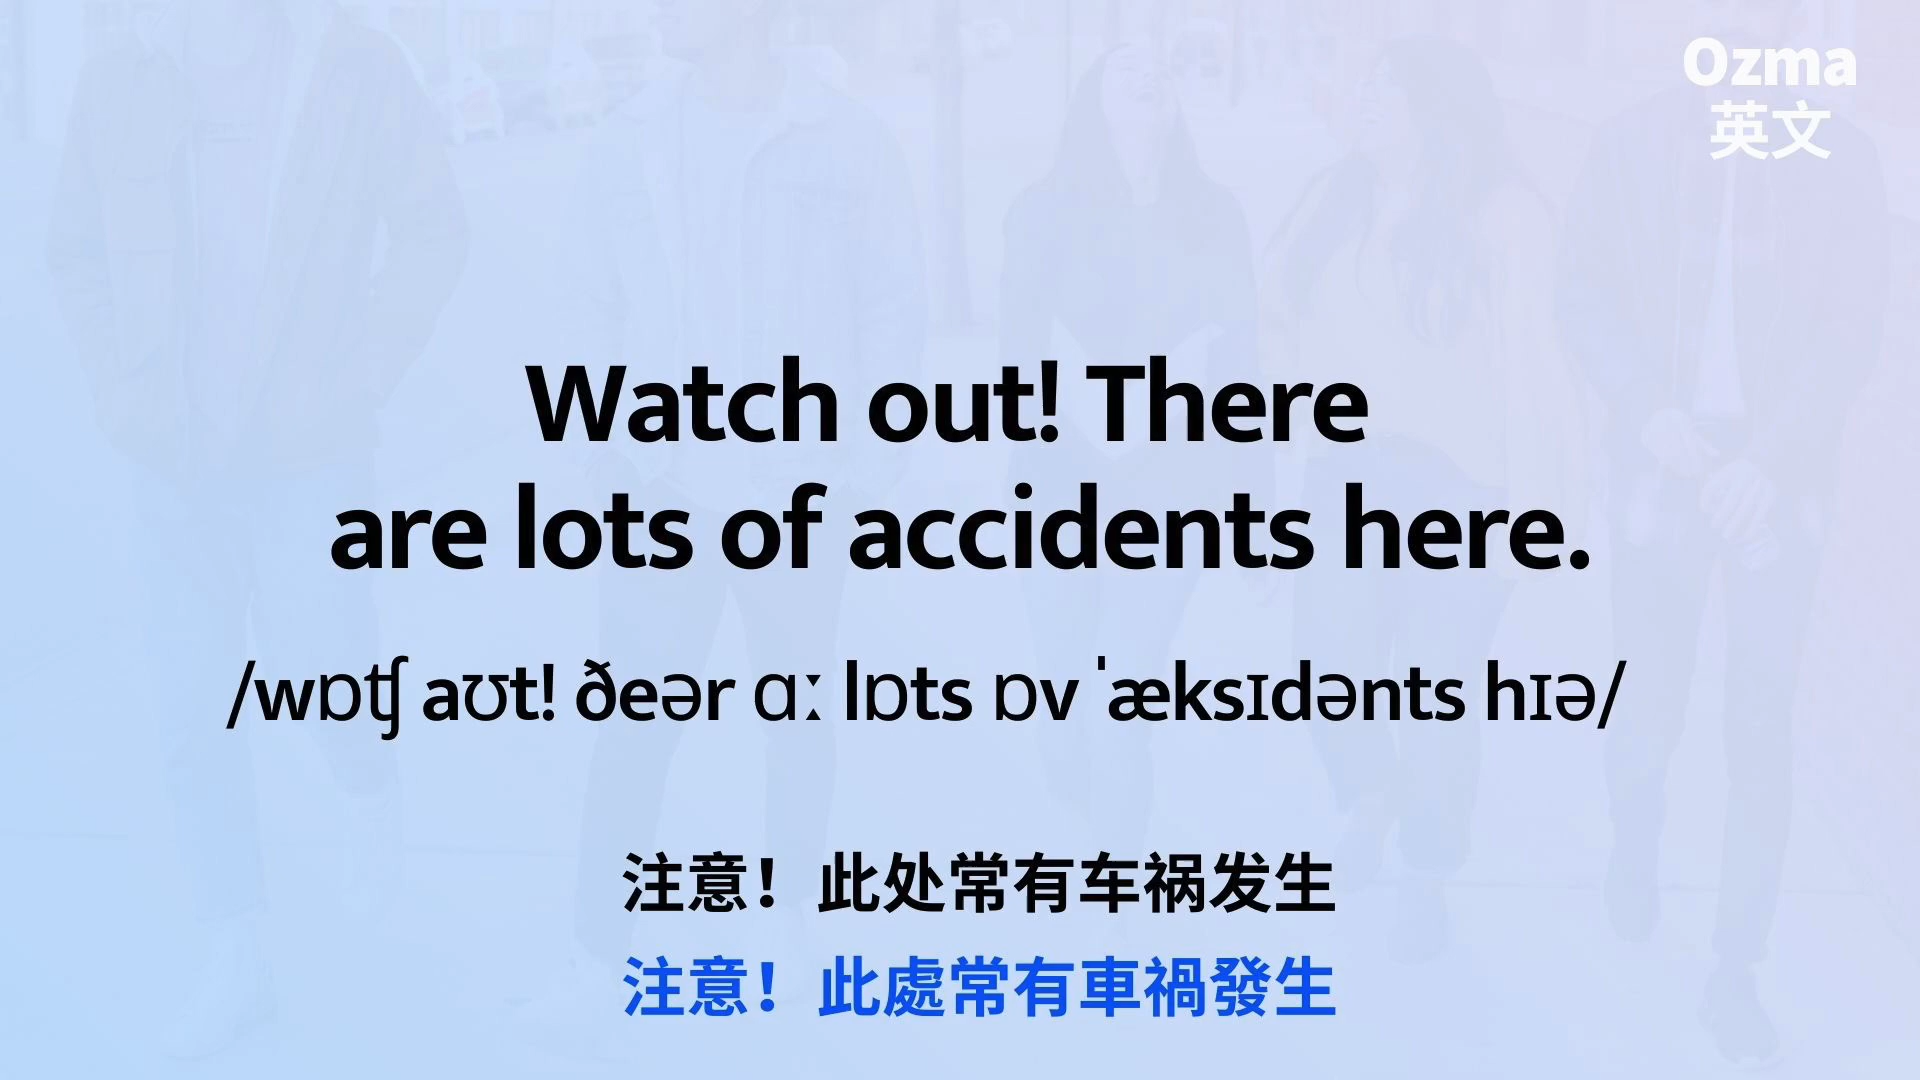 Ozma
英文
Watch out! There
are lots of accidents here.
/wɒʧ aʊt! ðeər ɑː lɒts ɒv ˈæksɪdənts hɪə/
注意！此处常有车祸发生
注意！此處常有車禍發生